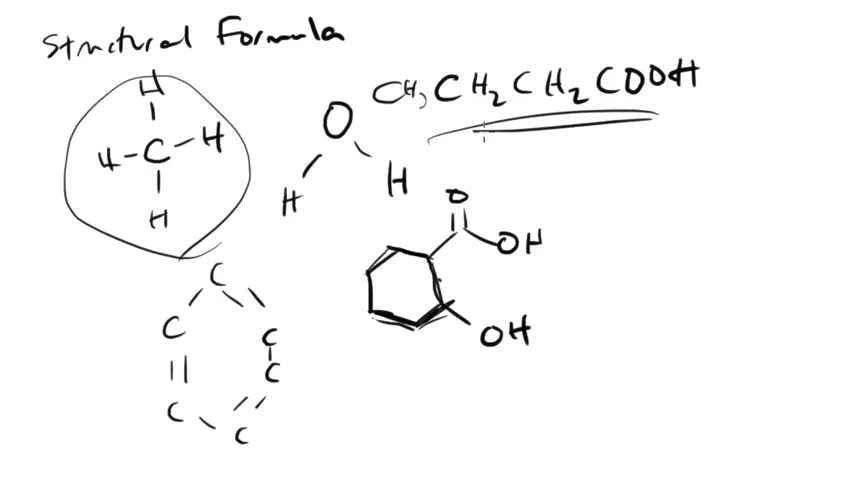 Structural Formula
H
H-C-H
H
O
H H
CH3CH2CH2COOH
O
OH
OH
C
C C
C
C
C